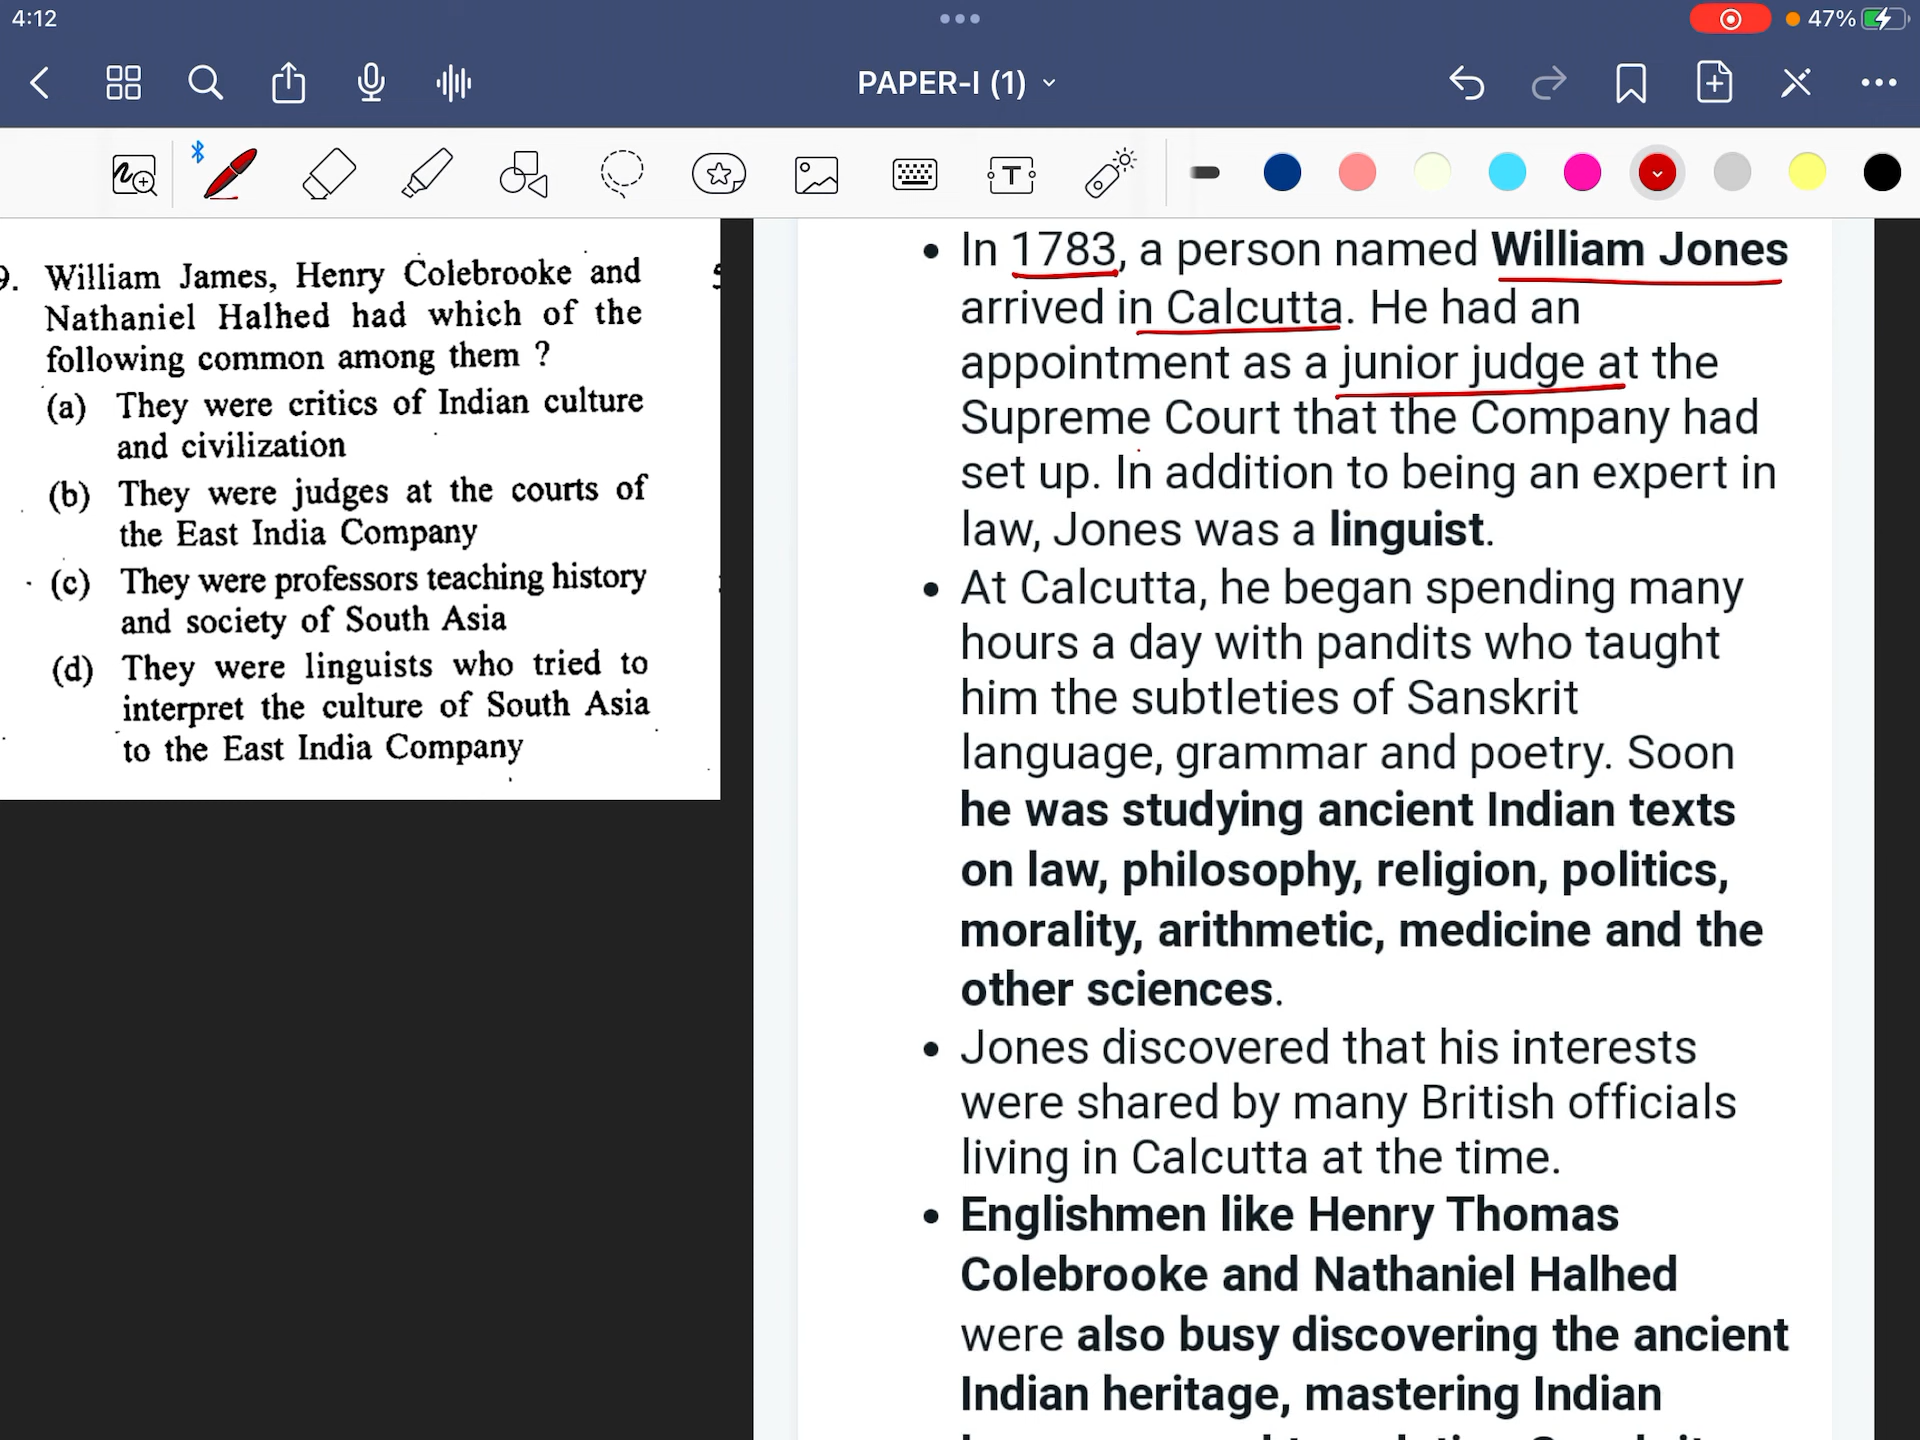 4:12
47%
PAPER-I (1)
9. William James, Henry Colebrooke and
Nathaniel Halhed had which of the
following common among them ?
(a) They were critics of Indian culture
and civilization
(b) They were judges at the courts of
the East India Company
(c) They were professors teaching history
and society of South Asia
(d) They were linguists who tried to
interpret the culture of South Asia
to the East India Company
• In 1783, a person named William Jones
arrived in Calcutta. He had an
appointment as a junior judge at the
Supreme Court that the Company had
set up. In addition to being an expert in
law, Jones was a linguist.
• At Calcutta, he began spending many
hours a day with pandits who taught
him the subtleties of Sanskrit
language, grammar and poetry. Soon
he was studying ancient Indian texts
on law, philosophy, religion, politics,
morality, arithmetic, medicine and the
other sciences.
• Jones discovered that his interests
were shared by many British officials
living in Calcutta at the time.
• Englishmen like Henry Thomas
Colebrooke and Nathaniel Halhed
were also busy discovering the ancient
Indian heritage, mastering Indian